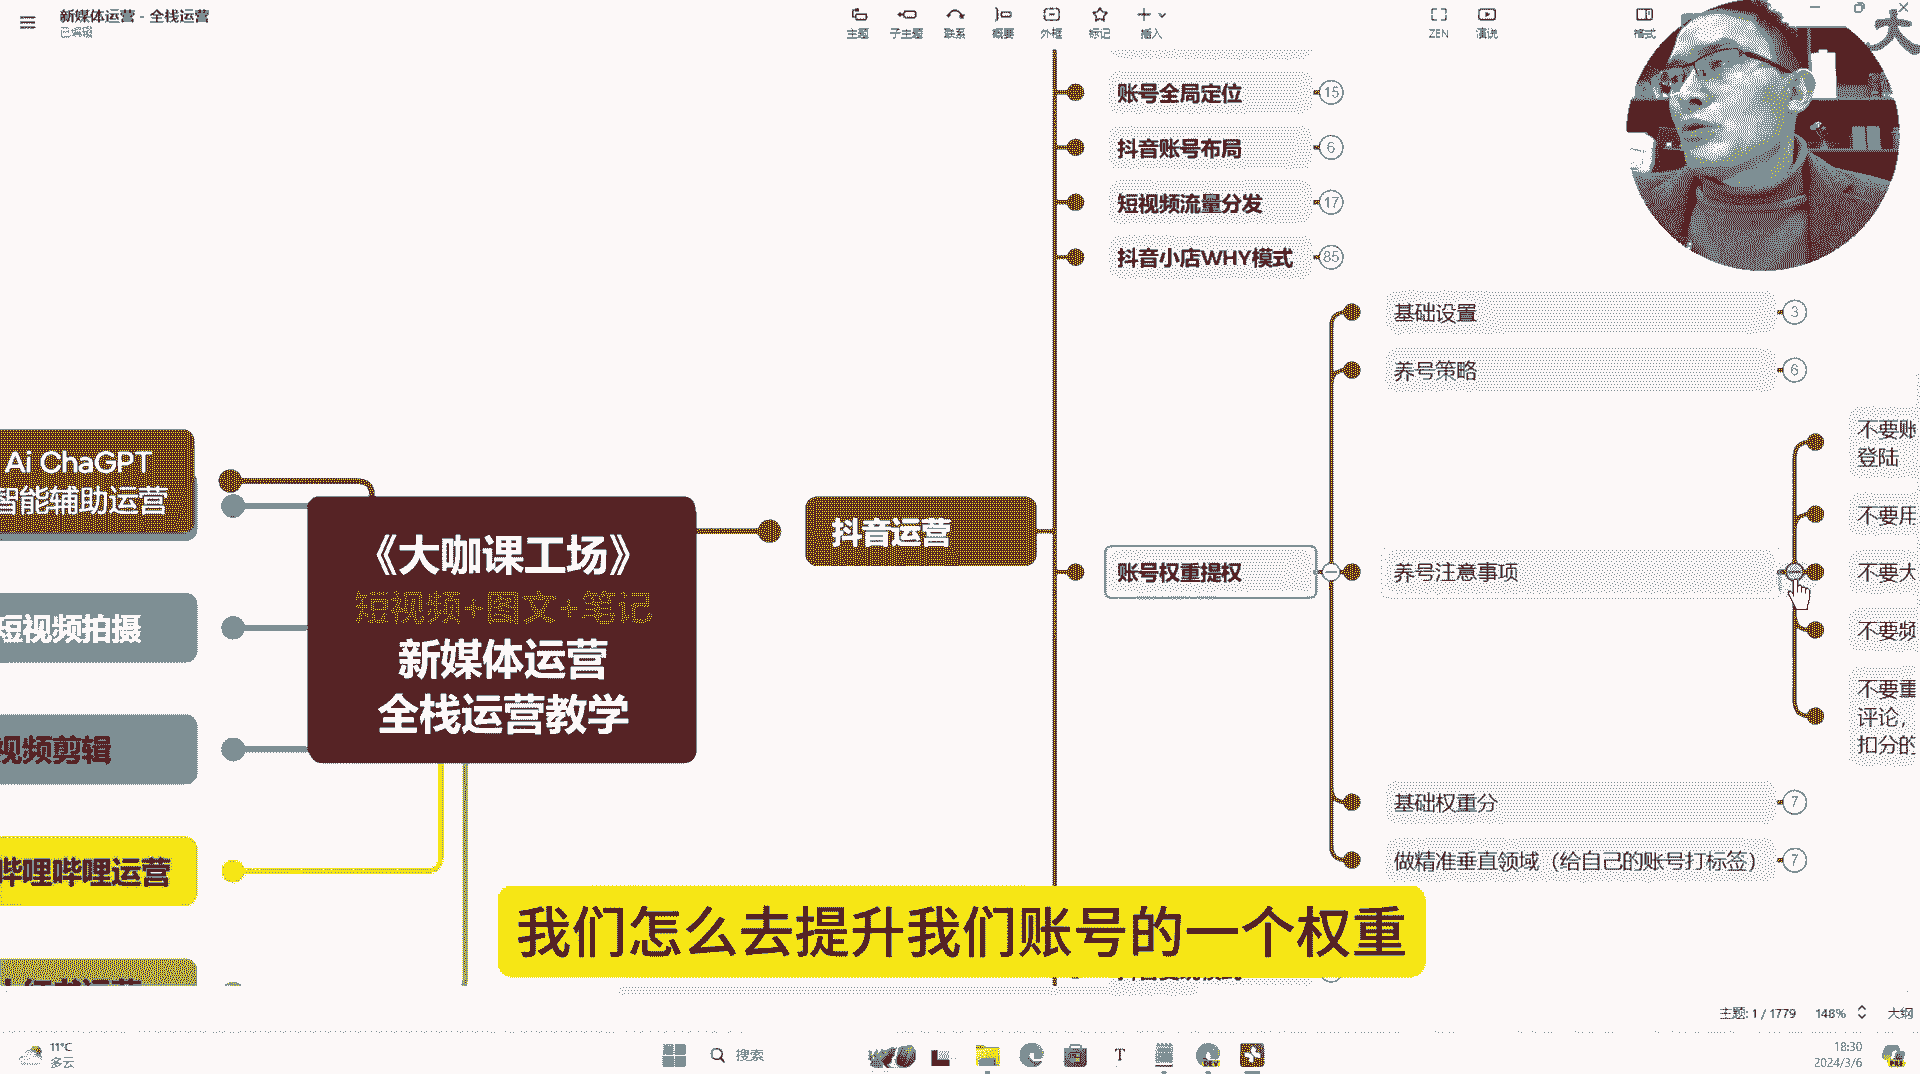 新媒体运营 - 全栈运营
已编辑
主题
子主题
联系
概要
外框
标记
插入
ZEN
演说
格式
大
账号全局定位
15
抖音账号布局
6
短视频流量分发
17
抖音小店WHY模式
85
基础设置
3
养号策略
6
不要账
登陆
不要用
账号权重提权
养号注意事项
不要大
不要频
不要重
评论,
扣分的
基础权重分
7
做精准垂直领域（给自己的账号打标签）
7
Ai ChaGPT
智能辅助运营
《大咖课工场》
短视频+图文+笔记
新媒体运营
全栈运营教学
抖音运营
短视频拍摄
视频剪辑
哔哩哔哩运营
我们怎么去提升我们账号的一个权重
主题: 1 / 1779
148%
大纲
11°C
多云
搜索
T
DEV
18:30
2024/3/6